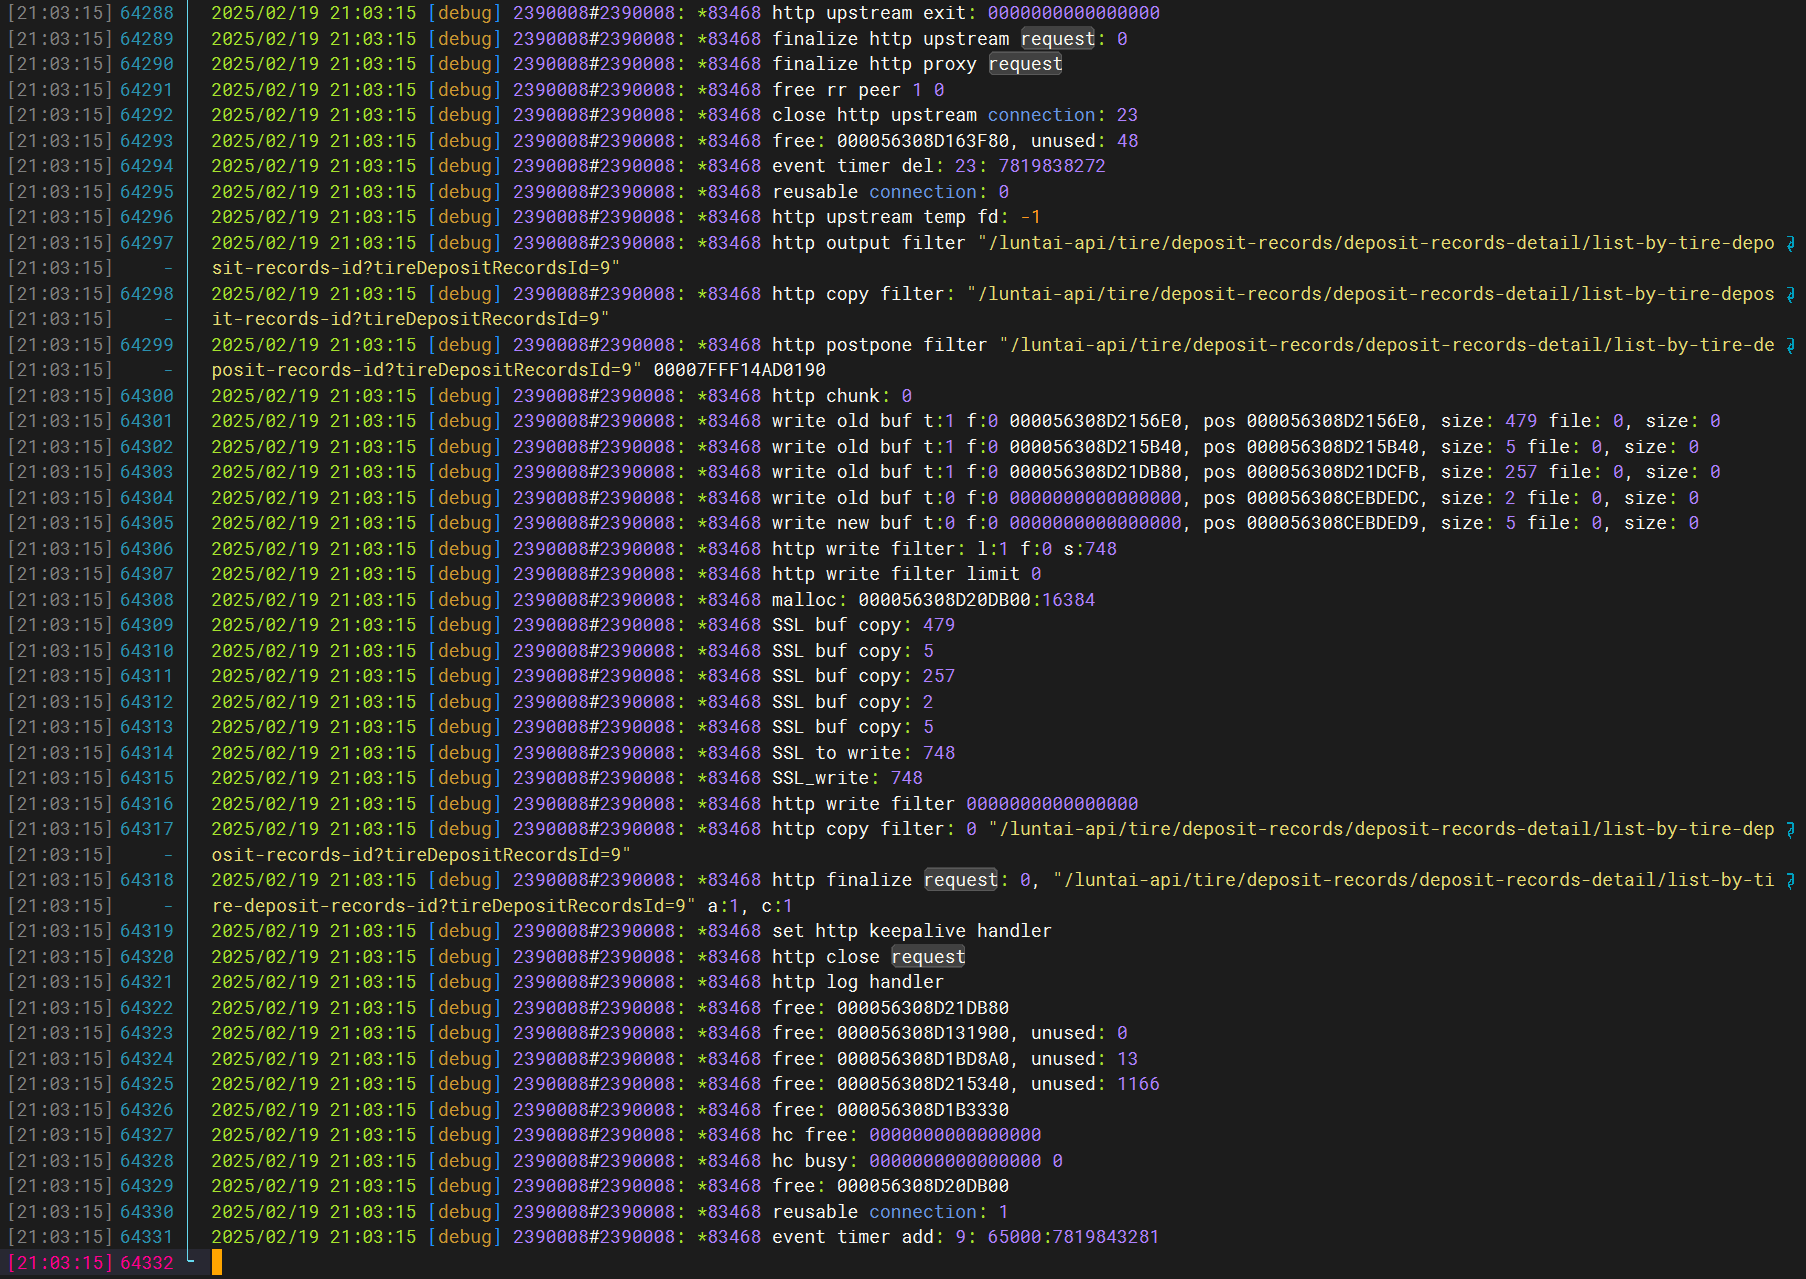 [21:03:15] 64288 2025/02/19 21:03:15 [debug] 2390008#2390008: *83468 http upstream exit: 0000000000000000
[21:03:15] 64289 2025/02/19 21:03:15 [debug] 2390008#2390008: *83468 finalize http upstream request: 0
[21:03:15] 64290 2025/02/19 21:03:15 [debug] 2390008#2390008: *83468 finalize http proxy request
[21:03:15] 64291 2025/02/19 21:03:15 [debug] 2390008#2390008: *83468 free rr peer 1 0
[21:03:15] 64292 2025/02/19 21:03:15 [debug] 2390008#2390008: *83468 close http upstream connection: 23
[21:03:15] 64293 2025/02/19 21:03:15 [debug] 2390008#2390008: *83468 free: 000056308D163F80, unused: 48
[21:03:15] 64294 2025/02/19 21:03:15 [debug] 2390008#2390008: *83468 event timer del: 23: 7819838272
[21:03:15] 64295 2025/02/19 21:03:15 [debug] 2390008#2390008: *83468 reusable connection: 0
[21:03:15] 64296 2025/02/19 21:03:15 [debug] 2390008#2390008: *83468 http upstream temp fd: -1
[21:03:15] 64297 2025/02/19 21:03:15 [debug] 2390008#2390008: *83468 http output filter "/luntai-api/tire/deposit-records/deposit-records-detail/list-by-tire-depo
[21:03:15] - sit-records-id?tireDepositRecordsId=9"
[21:03:15] 64298 2025/02/19 21:03:15 [debug] 2390008#2390008: *83468 http copy filter: "/luntai-api/tire/deposit-records/deposit-records-detail/list-by-tire-depos
[21:03:15] - it-records-id?tireDepositRecordsId=9"
[21:03:15] 64299 2025/02/19 21:03:15 [debug] 2390008#2390008: *83468 http postpone filter "/luntai-api/tire/deposit-records/deposit-records-detail/list-by-tire-de
[21:03:15] - posit-records-id?tireDepositRecordsId=9" 00007FFF14AD0190
[21:03:15] 64300 2025/02/19 21:03:15 [debug] 2390008#2390008: *83468 http chunk: 0
[21:03:15] 64301 2025/02/19 21:03:15 [debug] 2390008#2390008: *83468 write old buf t:1 f:0 000056308D2156E0, pos 000056308D2156E0, size: 479 file: 0, size: 0
[21:03:15] 64302 2025/02/19 21:03:15 [debug] 2390008#2390008: *83468 write old buf t:1 f:0 000056308D215B40, pos 000056308D215B40, size: 5 file: 0, size: 0
[21:03:15] 64303 2025/02/19 21:03:15 [debug] 2390008#2390008: *83468 write old buf t:1 f:0 000056308D21DB80, pos 000056308D21DCFB, size: 257 file: 0, size: 0
[21:03:15] 64304 2025/02/19 21:03:15 [debug] 2390008#2390008: *83468 write old buf t:0 f:0 0000000000000000, pos 000056308CEBDEDC, size: 2 file: 0, size: 0
[21:03:15] 64305 2025/02/19 21:03:15 [debug] 2390008#2390008: *83468 write new buf t:0 f:0 0000000000000000, pos 000056308CEBDED9, size: 5 file: 0, size: 0
[21:03:15] 64306 2025/02/19 21:03:15 [debug] 2390008#2390008: *83468 http write filter: l:1 f:0 s:748
[21:03:15] 64307 2025/02/19 21:03:15 [debug] 2390008#2390008: *83468 http write filter limit 0
[21:03:15] 64308 2025/02/19 21:03:15 [debug] 2390008#2390008: *83468 malloc: 000056308D20DB00:16384
[21:03:15] 64309 2025/02/19 21:03:15 [debug] 2390008#2390008: *83468 SSL buf copy: 479
[21:03:15] 64310 2025/02/19 21:03:15 [debug] 2390008#2390008: *83468 SSL buf copy: 5
[21:03:15] 64311 2025/02/19 21:03:15 [debug] 2390008#2390008: *83468 SSL buf copy: 257
[21:03:15] 64312 2025/02/19 21:03:15 [debug] 2390008#2390008: *83468 SSL buf copy: 2
[21:03:15] 64313 2025/02/19 21:03:15 [debug] 2390008#2390008: *83468 SSL buf copy: 5
[21:03:15] 64314 2025/02/19 21:03:15 [debug] 2390008#2390008: *83468 SSL to write: 748
[21:03:15] 64315 2025/02/19 21:03:15 [debug] 2390008#2390008: *83468 SSL_write: 748
[21:03:15] 64316 2025/02/19 21:03:15 [debug] 2390008#2390008: *83468 http write filter 0000000000000000
[21:03:15] 64317 2025/02/19 21:03:15 [debug] 2390008#2390008: *83468 http copy filter: 0 "/luntai-api/tire/deposit-records/deposit-records-detail/list-by-tire-dep
[21:03:15] - osit-records-id?tireDepositRecordsId=9"
[21:03:15] 64318 2025/02/19 21:03:15 [debug] 2390008#2390008: *83468 http finalize request: 0, "/luntai-api/tire/deposit-records/deposit-records-detail/list-by-ti
[21:03:15] - re-deposit-records-id?tireDepositRecordsId=9" a:1, c:1
[21:03:15] 64319 2025/02/19 21:03:15 [debug] 2390008#2390008: *83468 set http keepalive handler
[21:03:15] 64320 2025/02/19 21:03:15 [debug] 2390008#2390008: *83468 http close request
[21:03:15] 64321 2025/02/19 21:03:15 [debug] 2390008#2390008: *83468 http log handler
[21:03:15] 64322 2025/02/19 21:03:15 [debug] 2390008#2390008: *83468 free: 000056308D21DB80
[21:03:15] 64323 2025/02/19 21:03:15 [debug] 2390008#2390008: *83468 free: 000056308D131900, unused: 0
[21:03:15] 64324 2025/02/19 21:03:15 [debug] 2390008#2390008: *83468 free: 000056308D1BD8A0, unused: 13
[21:03:15] 64325 2025/02/19 21:03:15 [debug] 2390008#2390008: *83468 free: 000056308D215340, unused: 1166
[21:03:15] 64326 2025/02/19 21:03:15 [debug] 2390008#2390008: *83468 free: 000056308D1B3330
[21:03:15] 64327 2025/02/19 21:03:15 [debug] 2390008#2390008: *83468 hc free: 0000000000000000
[21:03:15] 64328 2025/02/19 21:03:15 [debug] 2390008#2390008: *83468 hc busy: 0000000000000000 0
[21:03:15] 64329 2025/02/19 21:03:15 [debug] 2390008#2390008: *83468 free: 000056308D20DB00
[21:03:15] 64330 2025/02/19 21:03:15 [debug] 2390008#2390008: *83468 reusable connection: 1
[21:03:15] 64331 2025/02/19 21:03:15 [debug] 2390008#2390008: *83468 event timer add: 9: 65000:7819843281
[21:03:15] 64332